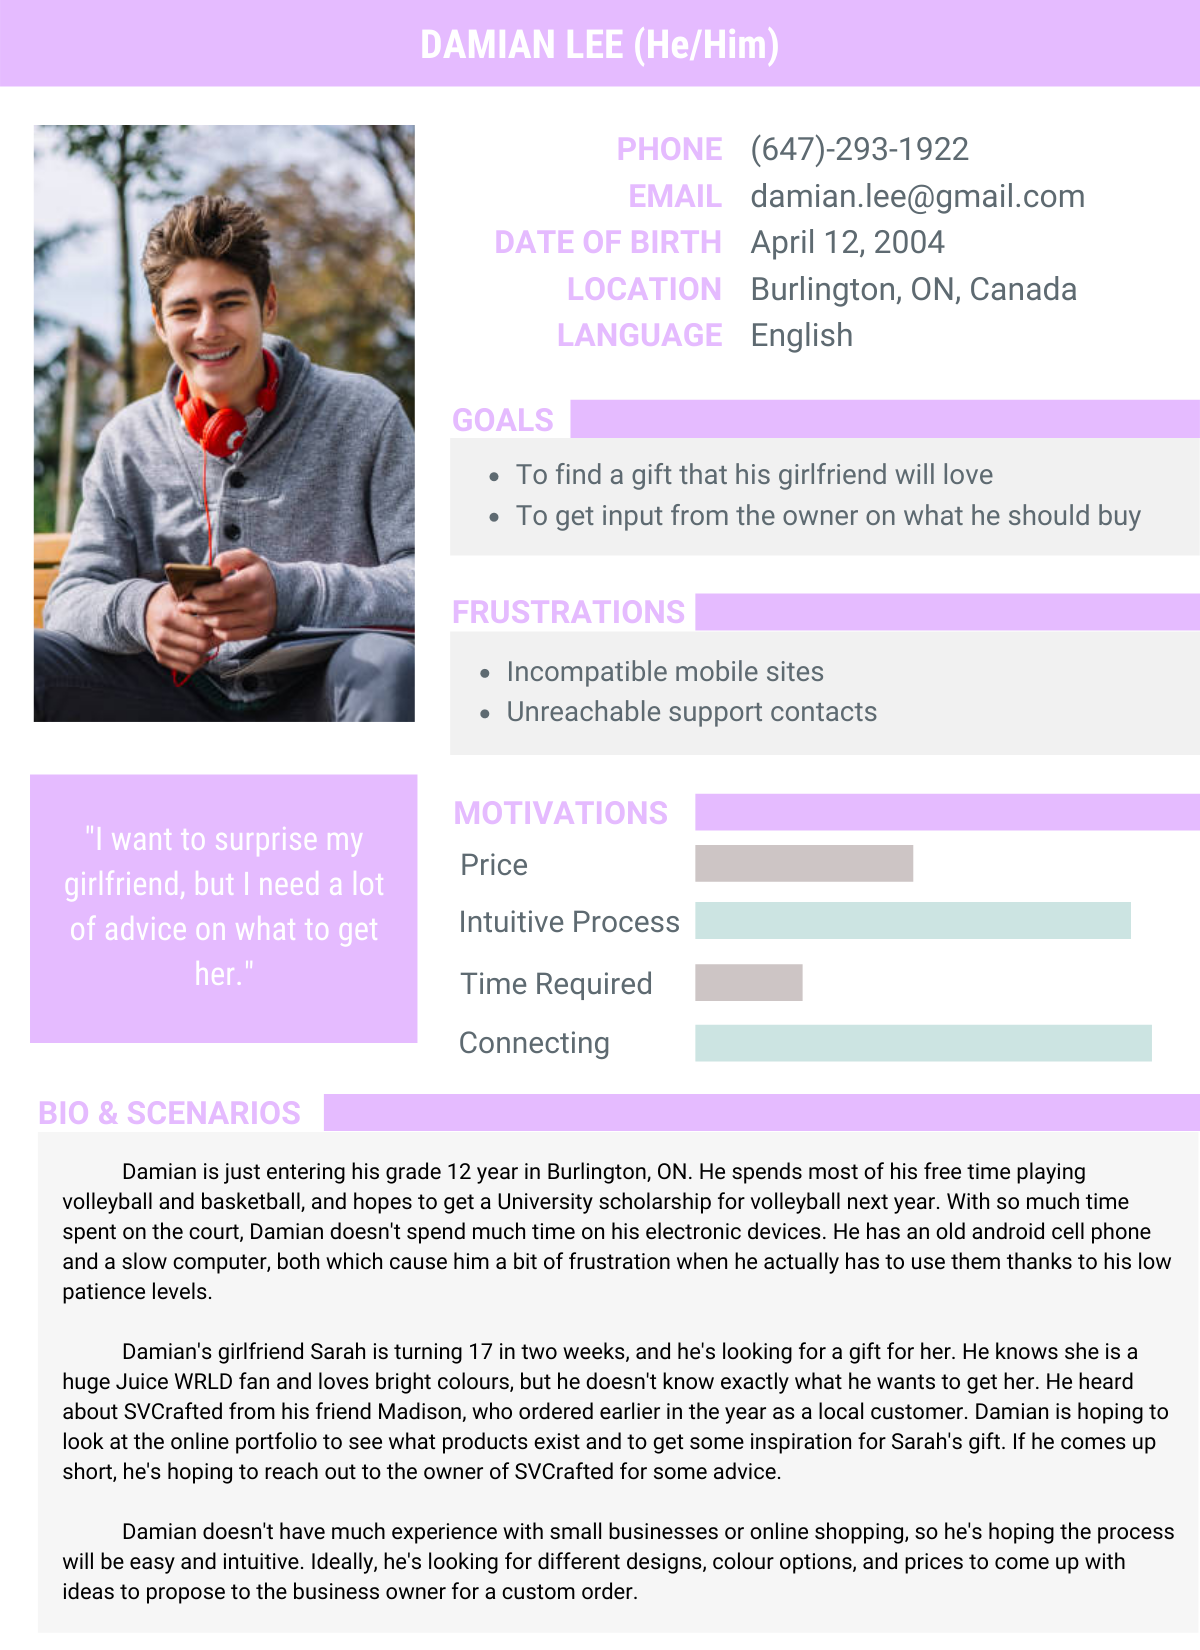 DAMIAN LEE (He/Him)
PHONE (647)-293-1922
EMAIL damian.lee@gmail.com
DATE OF BIRTH April 12, 2004
LOCATION Burlington, ON, Canada
LANGUAGE English
GOALS
• To find a gift that his girlfriend will love
• To get input from the owner on what he should buy
FRUSTRATIONS
• Incompatible mobile sites
• Unreachable support contacts
"I want to surprise my
girlfriend, but I need a lot
of advice on what to get
her."
MOTIVATIONS
Price
Intuitive Process
Time Required
Connecting
BIO & SCENARIOS
Damian is just entering his grade 12 year in Burlington, ON. He spends most of his free time playing
volleyball and basketball, and hopes to get a University scholarship for volleyball next year. With so much time
spent on the court, Damian doesn't spend much time on his electronic devices. He has an old android cell phone
and a slow computer, both which cause him a bit of frustration when he actually has to use them thanks to his low
patience levels.
Damian's girlfriend Sarah is turning 17 in two weeks, and he's looking for a gift for her. He knows she is a
huge Juice WRLD fan and loves bright colours, but he doesn't know exactly what he wants to get her. He heard
about SVCrafted from his friend Madison, who ordered earlier in the year as a local customer. Damian is hoping to
look at the online portfolio to see what products exist and to get some inspiration for Sarah's gift. If he comes up
short, he's hoping to reach out to the owner of SVCrafted for some advice.
Damian doesn't have much experience with small businesses or online shopping, so he's hoping the process
will be easy and intuitive. Ideally, he's looking for different designs, colour options, and prices to come up with
ideas to propose to the business owner for a custom order.